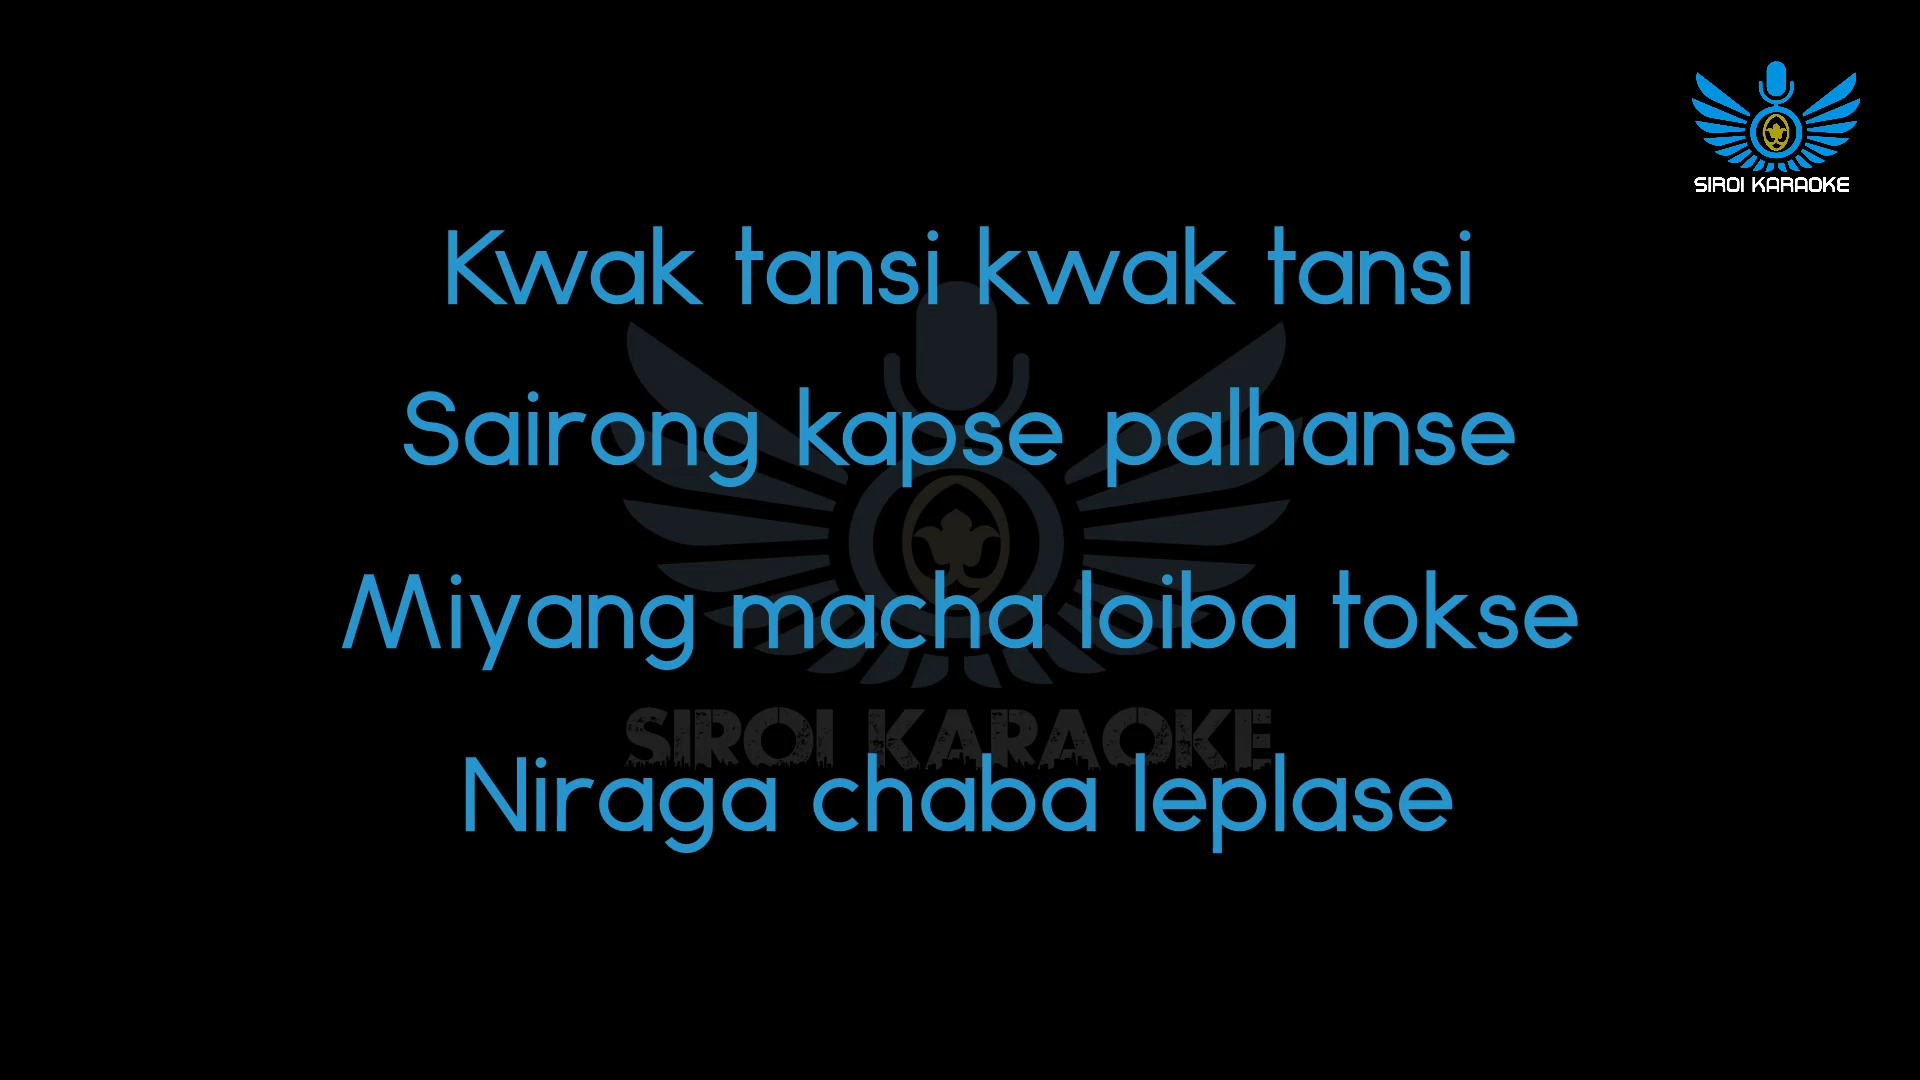 SIROI KARAOKE
Kwak tansi kwak tansi
Sairong kapse palhanse
Miyang macha loiba tokse
SIROI KARAOKE
Niraga chaba leplase